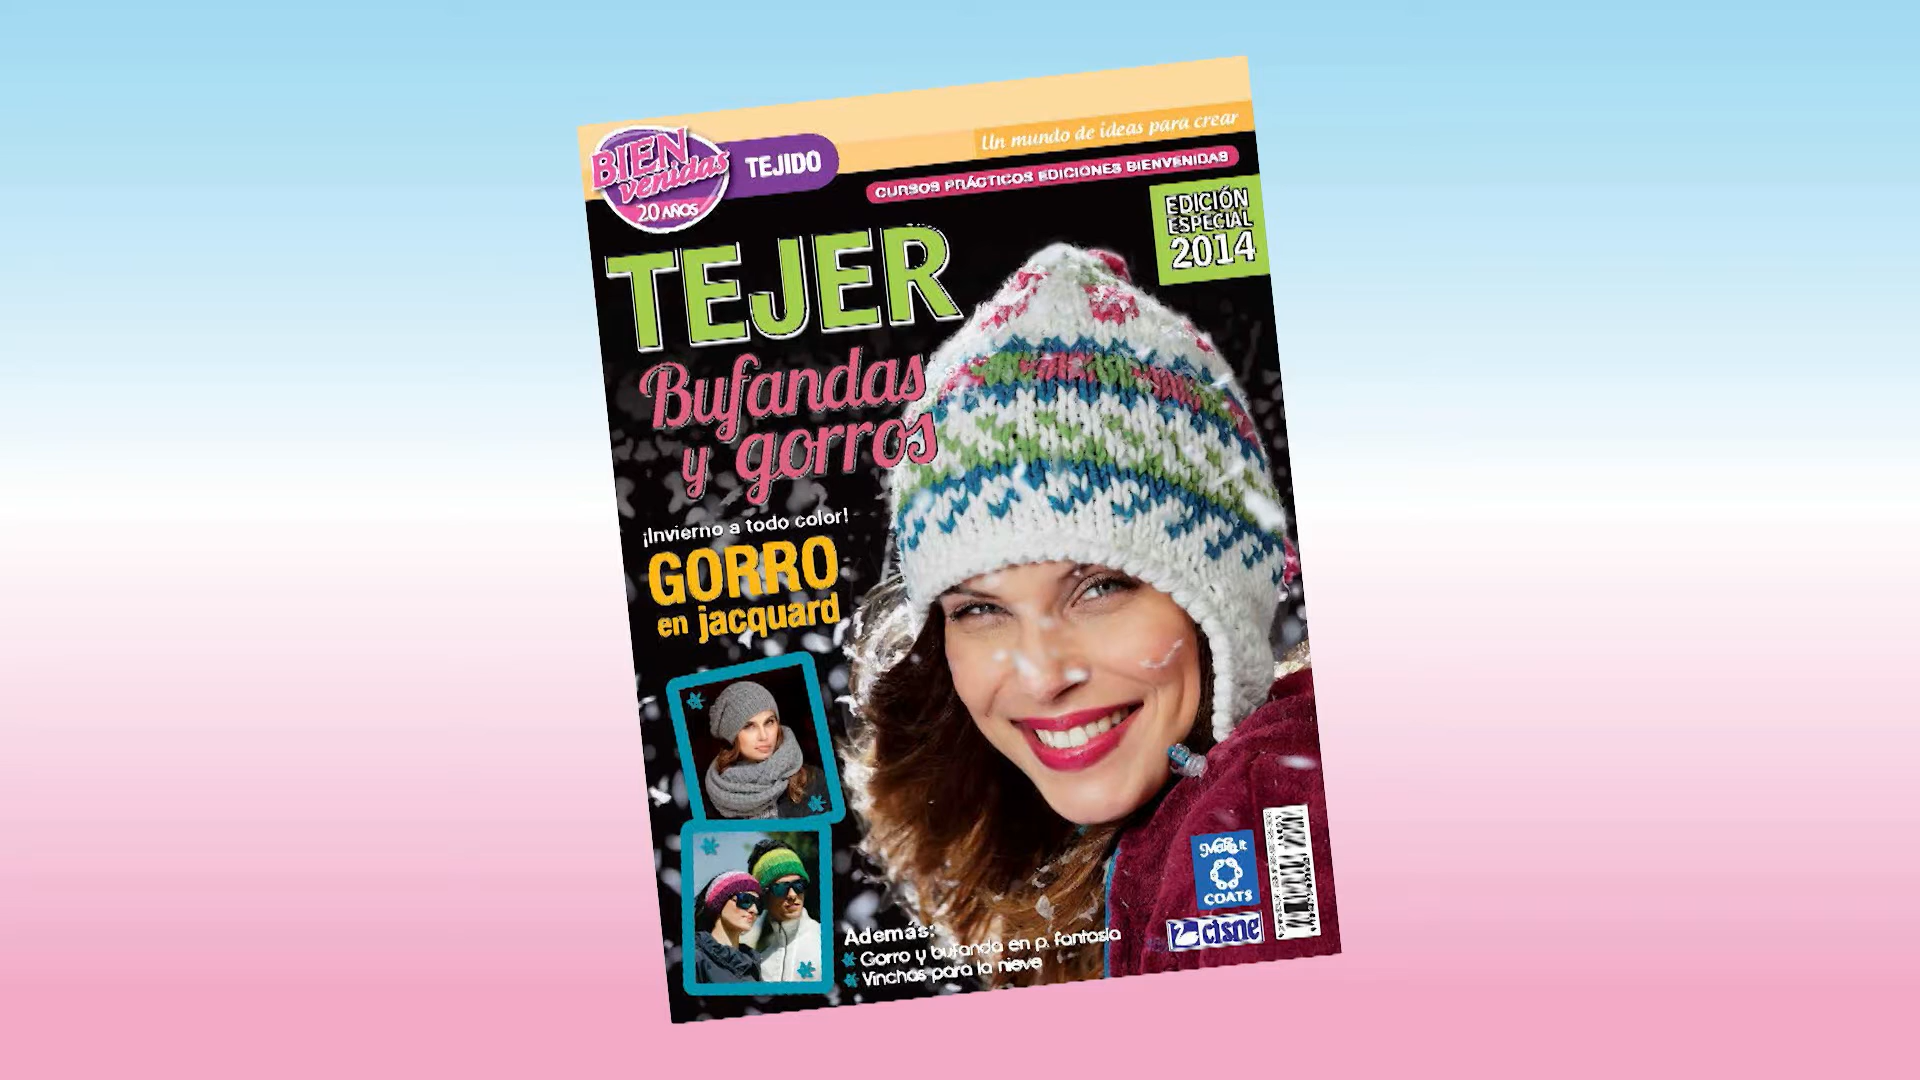 BIEN
venidas
20 AÑOS
TEJIDO
Un mundo de ideas para crear
CURSOS PRÁCTICOS EDICIONES BIENVENIDAS
EDICIÓN
ESPECIAL
2014
TEJER
Bufandas
y gorros
¡Invierno a todo color!
GORRO
en jacquard
Además:
Gorro y bufanda en p. fantasía
Vinchas para la nieve
Make it
COATS
cisne